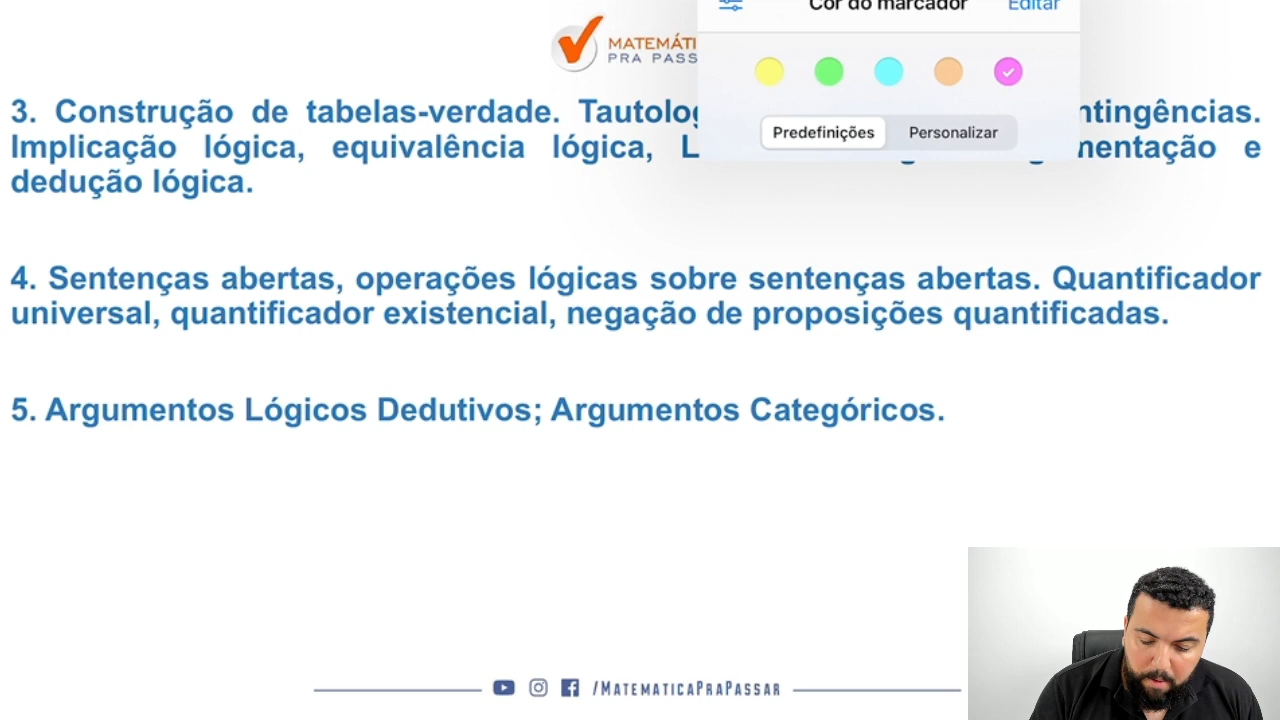 Cor do marcador Editar
MATEMÁTI
PRA PASS
Predefinições Personalizar
3. Construção de tabelas-verdade. Tautolog ntingências.
Implicação lógica, equivalência lógica, L mentação e
dedução lógica.
4. Sentenças abertas, operações lógicas sobre sentenças abertas. Quantificador
universal, quantificador existencial, negação de proposições quantificadas.
5. Argumentos Lógicos Dedutivos; Argumentos Categóricos.
/MATEMATICAPRAPASSAR